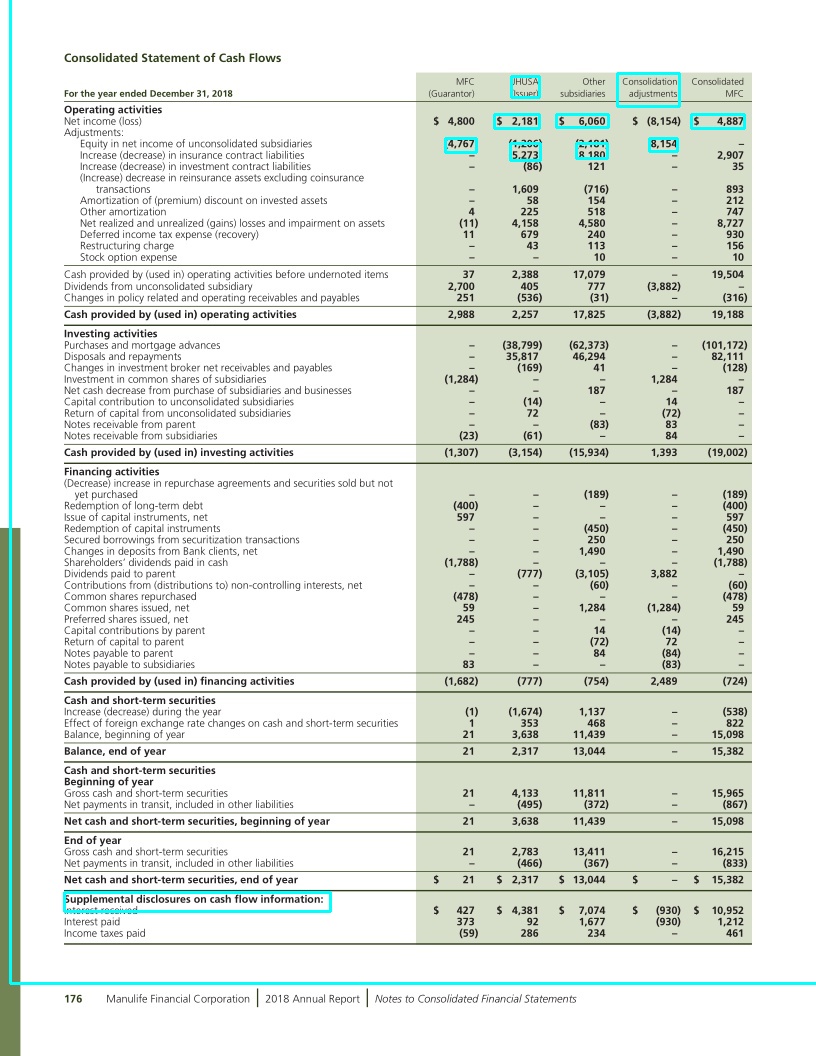 Consolidated Statement of Cash Flows
For the year ended December 31, 2018 MFC (Guarantor) JHUSA (Issuer) Other subsidiaries Consolidation adjustments Consolidated MFC
Operating activities
Net income (loss) $ 4,800 $ 2,181 $ 6,060 $ (8,154) $ 4,887
Adjustments:
Equity in net income of unconsolidated subsidiaries 4,767 (1,206) (2,181) 8,154 –
Increase (decrease) in insurance contract liabilities – 5,273 8,180 – 2,907
Increase (decrease) in investment contract liabilities – (86) 121 – 35
(Increase) decrease in reinsurance assets excluding coinsurance
transactions – 1,609 (716) – 893
Amortization of (premium) discount on invested assets – 58 154 – 212
Other amortization 4 225 518 – 747
Net realized and unrealized (gains) losses and impairment on assets (11) 4,158 4,580 – 8,727
Deferred income tax expense (recovery) 11 679 240 – 930
Restructuring charge – 43 113 – 156
Stock option expense – – 10 – 10
Cash provided by (used in) operating activities before undernoted items 37 2,388 17,079 – 19,504
Dividends from unconsolidated subsidiary 2,700 405 777 (3,882) –
Changes in policy related and operating receivables and payables 251 (536) (31) – (316)
Cash provided by (used in) operating activities 2,988 2,257 17,825 (3,882) 19,188
Investing activities
Purchases and mortgage advances – (38,799) (62,373) – (101,172)
Disposals and repayments – 35,817 46,294 – 82,111
Changes in investment broker net receivables and payables – (169) 41 – (128)
Investment in common shares of subsidiaries (1,284) – – 1,284 –
Net cash decrease from purchase of subsidiaries and businesses – – 187 – 187
Capital contribution to unconsolidated subsidiaries – (14) – 14 –
Return of capital from unconsolidated subsidiaries – 72 – (72) –
Notes receivable from parent – – (83) 83 –
Notes receivable from subsidiaries (23) (61) – 84 –
Cash provided by (used in) investing activities (1,307) (3,154) (15,934) 1,393 (19,002)
Financing activities
(Decrease) increase in repurchase agreements and securities sold but not
yet purchased – – (189) – (189)
Redemption of long-term debt (400) – – – (400)
Issue of capital instruments, net 597 – – – 597
Redemption of capital instruments – – (450) – (450)
Secured borrowings from securitization transactions – – 250 – 250
Changes in deposits from Bank clients, net – – 1,490 – 1,490
Shareholders’ dividends paid in cash (1,788) – – – (1,788)
Dividends paid to parent – (777) (3,105) 3,882 –
Contributions from (distributions to) non-controlling interests, net – – (60) – (60)
Common shares repurchased (478) – – – (478)
Common shares issued, net 59 – 1,284 (1,284) 59
Preferred shares issued, net 245 – – – 245
Capital contributions by parent – – 14 (14) –
Return of capital to parent – – (72) 72 –
Notes payable to parent – – 84 (84) –
Notes payable to subsidiaries 83 – – (83) –
Cash provided by (used in) financing activities (1,682) (777) (754) 2,489 (724)
Cash and short-term securities
Increase (decrease) during the year (1) (1,674) 1,137 – (538)
Effect of foreign exchange rate changes on cash and short-term securities 1 353 468 – 822
Balance, beginning of year 21 3,638 11,439 – 15,098
Balance, end of year 21 2,317 13,044 – 15,382
Cash and short-term securities
Beginning of year
Gross cash and short-term securities 21 4,133 11,811 – 15,965
Net payments in transit, included in other liabilities – (495) (372) – (867)
Net cash and short-term securities, beginning of year 21 3,638 11,439 – 15,098
End of year
Gross cash and short-term securities 21 2,783 13,411 – 16,215
Net payments in transit, included in other liabilities – (466) (367) – (833)
Net cash and short-term securities, end of year $ 21 $ 2,317 $ 13,044 $ – $ 15,382
Supplemental disclosures on cash flow information:
Interest received $ 427 $ 4,381 $ 7,074 $ (930) $ 10,952
Interest paid 373 92 1,677 (930) 1,212
Income taxes paid (59) 286 234 – 461
176 Manulife Financial Corporation 2018 Annual Report Notes to Consolidated Financial Statements